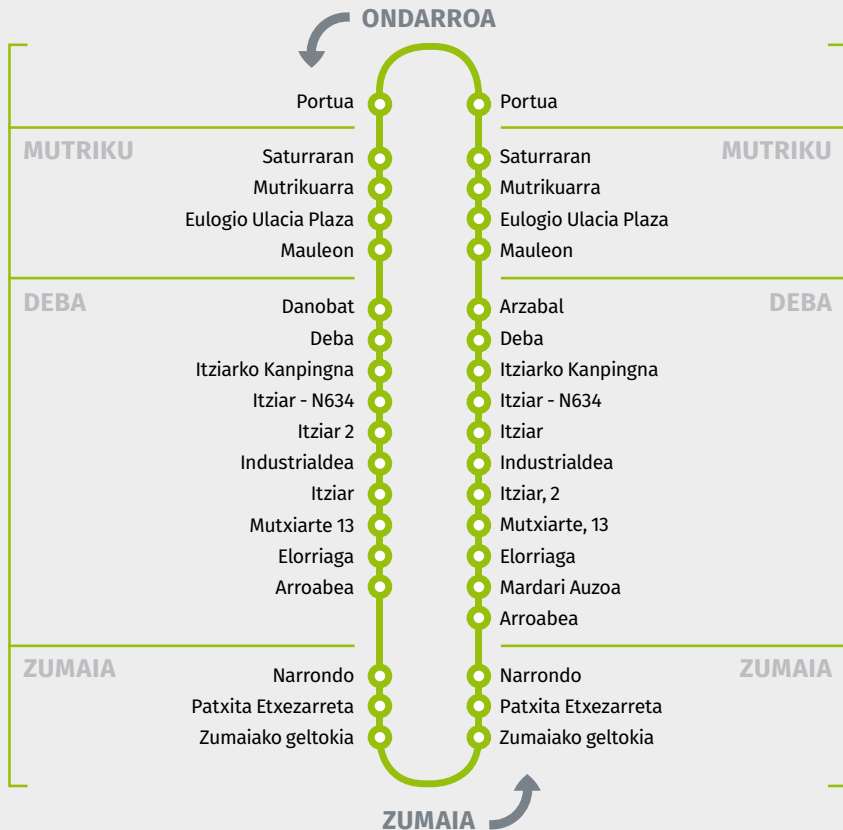 ONDARROA
Portua
Portua
MUTRIKU
MUTRIKU
Saturraran
Saturraran
Mutrikuarra
Mutrikuarra
Eulogio Ulacia Plaza
Eulogio Ulacia Plaza
Mauleon
Mauleon
DEBA
DEBA
Danobat
Arzabal
Deba
Deba
Itziarko Kanpingna
Itziarko Kanpingna
Itziar - N634
Itziar - N634
Itziar 2
Itziar
Industrialdea
Industrialdea
Itziar
Itziar, 2
Mutxiarte 13
Mutxiarte, 13
Elorriaga
Elorriaga
Arroabea
Mardari Auzoa
Arroabea
ZUMAIA
ZUMAIA
Narrondo
Narrondo
Patxita Etxezarreta
Patxita Etxezarreta
Zumaiako geltokia
Zumaiako geltokia
ZUMAIA